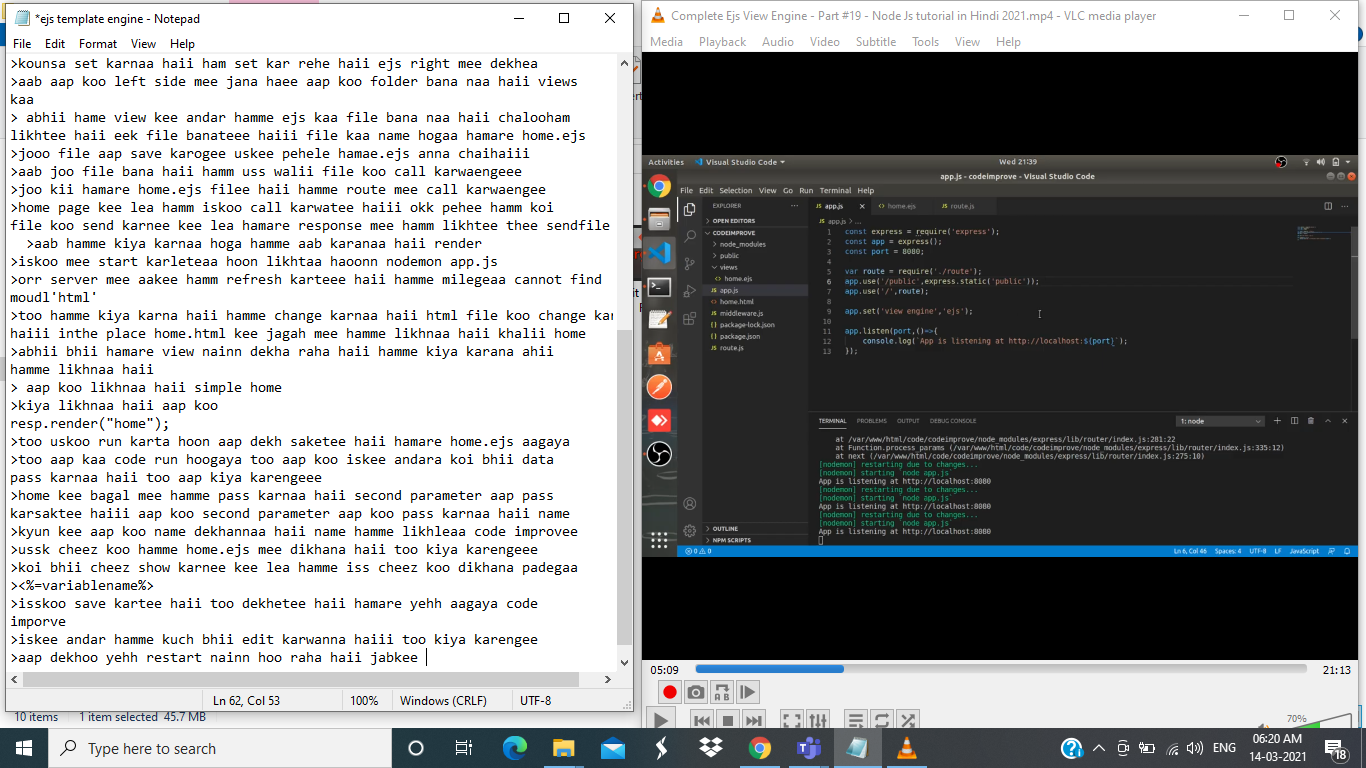 *ejs template engine - Notepad
File Edit Format View Help
>kounsa set karnaa haii ham set kar rehe haii ejs right mee dekhea
>aab aap koo left side mee jana haee aap koo folder bana naa haii views
kaa
> abhii hame view kee andar hamme ejs kaa file bana naa haii chalooham
likhtee haii eek file banateee haiii file kaa name hogaa hamare home.ejs
>jooo file aap save karogee uskee pehele hamae.ejs anna chaihaiii
>aab joo file bana haii hamm uss walii file koo call karwaengeee
>joo kii hamare home.ejs filee haii hamme route mee call karwaengee
>home page kee lea hamm iskoo call karwatee haiii okk pehee hamm koi
file koo send karnee kee lea hamare response mee hamm likhtee thee sendfile
>aab hamme kiya karnaa hoga hamme aab karanaa haii render
>iskoo mee start karleteaa hoon likhtaa haoonn nodemon app.js
>orr server mee aakee hamm refresh karteee haii hamme milegeaa cannot find
moudl'html'
>too hamme kiya karna haii hamme change karnaa haii html file koo change kar
haiii inthe place home.html kee jagah mee hamme likhnaa haii khalii home
>abhii bhii hamare view nainn dekha raha haii hamme kiya karana ahii
hamme likhnaa haii
> aap koo likhnaa haii simple home
>kiya likhnaa haii aap koo
resp.render("home");
>too uskoo run karta hoon aap dekh saketee haii hamare home.ejs aagaya
>too aap kaa code run hoogaya too aap koo iskee andara koi bhii data
pass karnaa haii too aap kiya karengeee
>home kee bagal mee hamme pass karnaa haii second parameter aap pass
karsaktee haiii aap koo second parameter aap koo pass karnaa haii name
>kyun kee aap koo name dekhannaa haii name hamme likhleaa code improvee
>ussk cheez koo hamme home.ejs mee dikhana haii too kiya karengeee
>koi bhii cheez show karnee kee lea hamme iss cheez koo dikhana padegaa
><%=variablename%>
>isskoo save kartee haii too dekhetee haii hamare yehh aagaya code
imporve
>iskee andar hamme kuch bhii edit karwanna haiii too kiya karengee
>aap dekhoo yehh restart nainn hoo raha haii jabkee
Ln 62, Col 53 100% Windows (CRLF) UTF-8
10 items 1 item selected 45.7 MB
Complete Ejs View Engine - Part #19 - Node Js tutorial in Hindi 2021.mp4 - VLC media player
Media Playback Audio Video Subtitle Tools View Help
Activities Visual Studio Code Wed 21:39
app.js - codeimprove - Visual Studio Code
File Edit Selection View Go Run Terminal Help
EXPLORER
OPEN EDITORS
CODEIMPROVE
node_modules
public
views
home.ejs
app.js
home.html
middleware.js
package-lock.json
package.json
route.js
OUTLINE
NPM SCRIPTS
app.js home.ejs route.js
app.js > ...
1 const express = require('express');
2 const app = express();
3 const port = 8080;
4
5 var route = require('./route');
6 app.use('/public',express.static('public'));
7 app.use('/',route);
8
9 app.set('view engine','ejs');
10
11 app.listen(port,()=>{
12 console.log(`App is listening at http://localhost:${port}`);
13 });
TERMINAL PROBLEMS OUTPUT DEBUG CONSOLE 1: node
at /var/www/html/code/codeimprove/node_modules/express/lib/router/index.js:281:22
at Function.process_params (/var/www/html/code/codeimprove/node_modules/express/lib/router/index.js:335:12)
at next (/var/www/html/code/codeimprove/node_modules/express/lib/router/index.js:275:10)
[nodemon] restarting due to changes...
[nodemon] starting `node app.js`
App is listening at http://localhost:8080
[nodemon] restarting due to changes...
[nodemon] starting `node app.js`
App is listening at http://localhost:8080
[nodemon] restarting due to changes...
[nodemon] starting `node app.js`
App is listening at http://localhost:8080
0 0 Ln 6, Col 46 Spaces: 4 UTF-8 LF JavaScript
05:09 21:13
70%
Type here to search
ENG
06:20 AM
14-03-2021
18